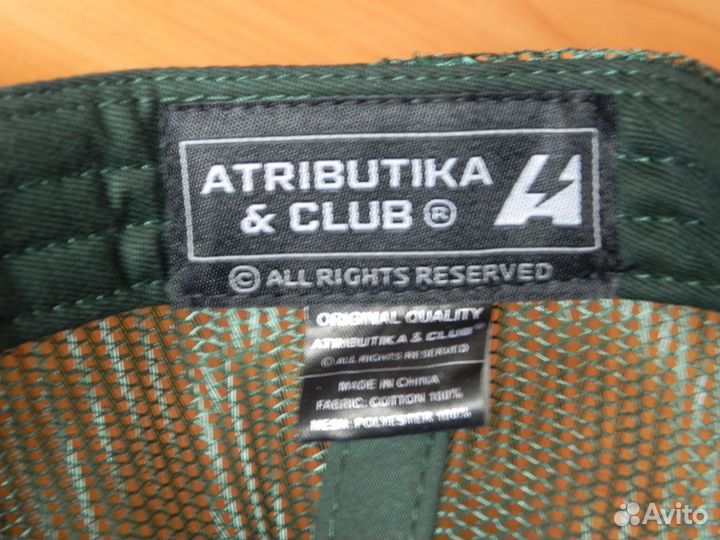 ATRIBUTIKA
& CLUB ®
© ALL RIGHTS RESERVED
ORIGINAL QUALITY
ATRIBUTIKA & CLUB™
© ALL RIGHTS RESERVED
MADE IN CHINA
FABRIC: COTTON 100%
MESH: POLYESTER 100%
Avito